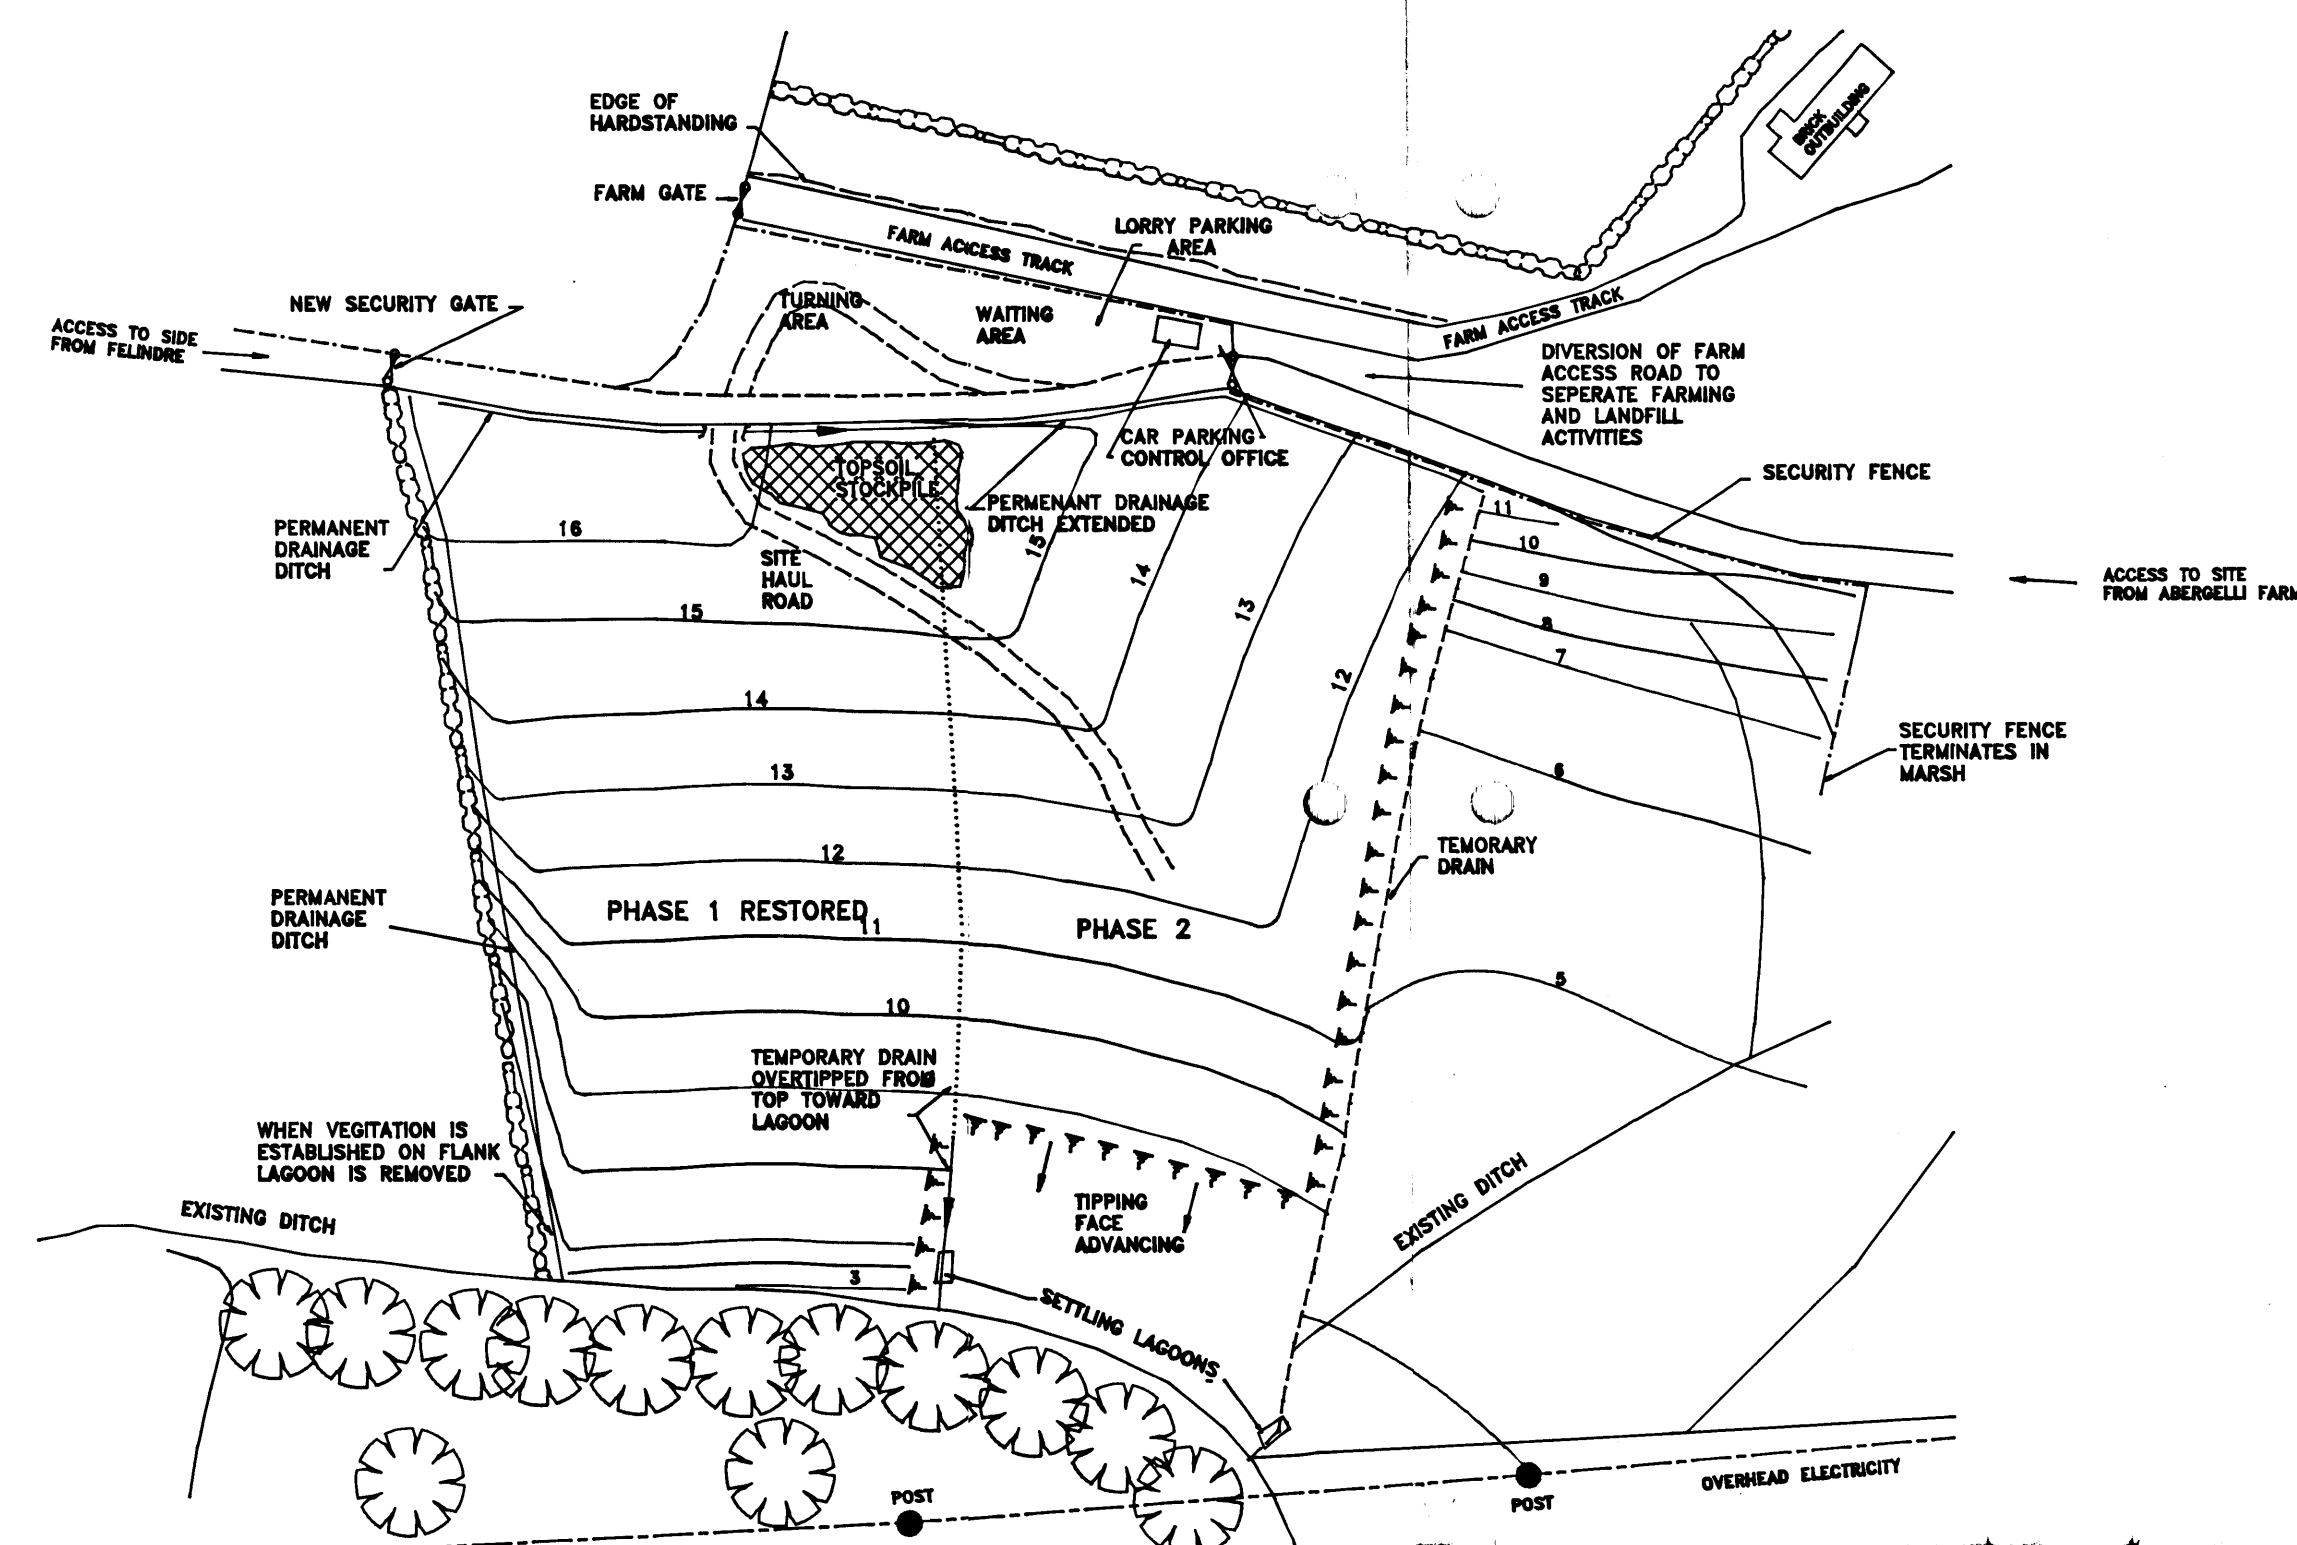 EDGE OF
HARDSTANDING
FARM GATE
FARM ACCESS TRACK
LORRY PARKING
AREA
BRICK
OUTBUILDING
NEW SECURITY GATE
ACCESS TO SIDE
FROM FELINDRE
TURNING
AREA
WAITING
AREA
FARM ACCESS TRACK
DIVERSION OF FARM
ACCESS ROAD TO
SEPERATE FARMING
AND LANDFILL
ACTIVITIES
CAR PARKING
CONTROL OFFICE
SECURITY FENCE
TOPSOIL
STOCKPILE
PERMENANT DRAINAGE
DITCH EXTENDED
PERMANENT
DRAINAGE
DITCH
SITE
HAUL
ROAD
ACCESS TO SITE
FROM ABERGELLI FARM
16
15
14
13
12
11
10
15
14
13
12
11
10
9
8
7
6
5
SECURITY FENCE
TERMINATES IN
MARSH
TEMORARY
DRAIN
PERMANENT
DRAINAGE
DITCH
PHASE 1 RESTORED
PHASE 2
TEMPORARY DRAIN
OVERTIPPED FROM
TOP TOWARD
LAGOON
WHEN VEGITATION IS
ESTABLISHED ON FLANK
LAGOON IS REMOVED
TIPPING
FACE
ADVANCING
EXISTING DITCH
EXISTING DITCH
3
SETTLING LAGOONS
POST
POST
OVERHEAD ELECTRICITY